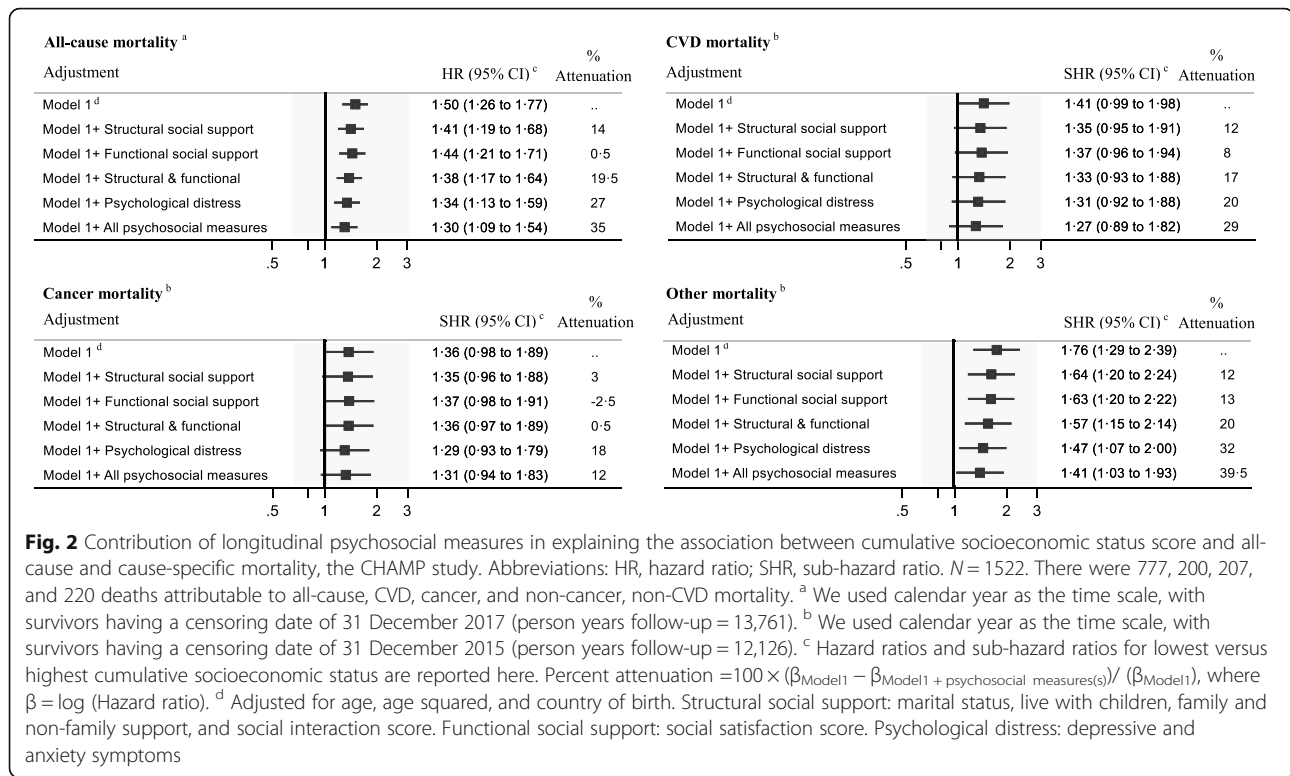 All-cause mortality a
%
Adjustment HR (95% CI) c Attenuation
Model 1 d 1·50 (1·26 to 1·77) ..
Model 1+ Structural social support 1·41 (1·19 to 1·68) 14
Model 1+ Functional social support 1·44 (1·21 to 1·71) 0·5
Model 1+ Structural & functional 1·38 (1·17 to 1·64) 19·5
Model 1+ Psychological distress 1·34 (1·13 to 1·59) 27
Model 1+ All psychosocial measures 1·30 (1·09 to 1·54) 35
.5 1 2 3
CVD mortality b
%
Adjustment SHR (95% CI) c Attenuation
Model 1 d 1·41 (0·99 to 1·98) ..
Model 1+ Structural social support 1·35 (0·95 to 1·91) 12
Model 1+ Functional social support 1·37 (0·96 to 1·94) 8
Model 1+ Structural & functional 1·33 (0·93 to 1·88) 17
Model 1+ Psychological distress 1·31 (0·92 to 1·88) 20
Model 1+ All psychosocial measures 1·27 (0·89 to 1·82) 29
.5 1 2 3
Cancer mortality b
%
Adjustment SHR (95% CI) c Attenuation
Model 1 d 1·36 (0·98 to 1·89) ..
Model 1+ Structural social support 1·35 (0·96 to 1·88) 3
Model 1+ Functional social support 1·37 (0·98 to 1·91) -2·5
Model 1+ Structural & functional 1·36 (0·97 to 1·89) 0·5
Model 1+ Psychological distress 1·29 (0·93 to 1·79) 18
Model 1+ All psychosocial measures 1·31 (0·94 to 1·83) 12
.5 1 2 3
Other mortality b
%
Adjustment SHR (95% CI) c Attenuation
Model 1 d 1·76 (1·29 to 2·39) ..
Model 1+ Structural social support 1·64 (1·20 to 2·24) 12
Model 1+ Functional social support 1·63 (1·20 to 2·22) 13
Model 1+ Structural & functional 1·57 (1·15 to 2·14) 20
Model 1+ Psychological distress 1·47 (1·07 to 2·00) 32
Model 1+ All psychosocial measures 1·41 (1·03 to 1·93) 39·5
.5 1 2 3
Fig. 2 Contribution of longitudinal psychosocial measures in explaining the association between cumulative socioeconomic status score and all-
cause and cause-specific mortality, the CHAMP study. Abbreviations: HR, hazard ratio; SHR, sub-hazard ratio. N = 1522. There were 777, 200, 207,
and 220 deaths attributable to all-cause, CVD, cancer, and non-cancer, non-CVD mortality. a We used calendar year as the time scale, with
survivors having a censoring date of 31 December 2017 (person years follow-up = 13,761). b We used calendar year as the time scale, with
survivors having a censoring date of 31 December 2015 (person years follow-up = 12,126). c Hazard ratios and sub-hazard ratios for lowest versus
highest cumulative socioeconomic status are reported here. Percent attenuation =100 × (βModel1 − βModel1 + psychosocial measures(s))/ (βModel1), where
β = log (Hazard ratio). d Adjusted for age, age squared, and country of birth. Structural social support: marital status, live with children, family and
non-family support, and social interaction score. Functional social support: social satisfaction score. Psychological distress: depressive and
anxiety symptoms